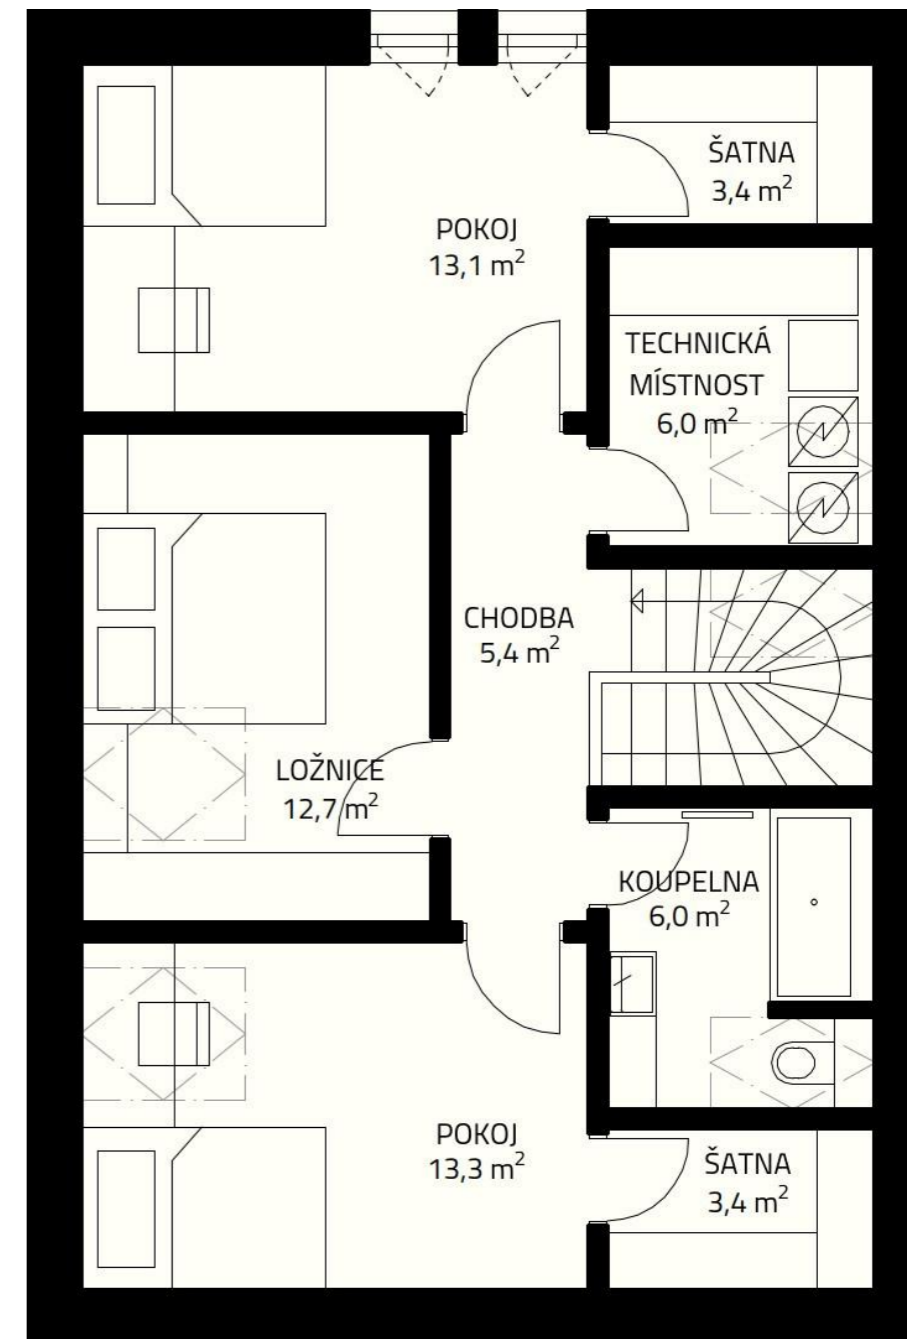 ŠATNA
3,4 m²
POKOJ
13,1 m²
TECHNICKÁ
MÍSTNOST
6,0 m²
CHODBA
5,4 m²
LOŽNICE
12,7 m²
KOUPELNA
6,0 m²
POKOJ
13,3 m²
ŠATNA
3,4 m²